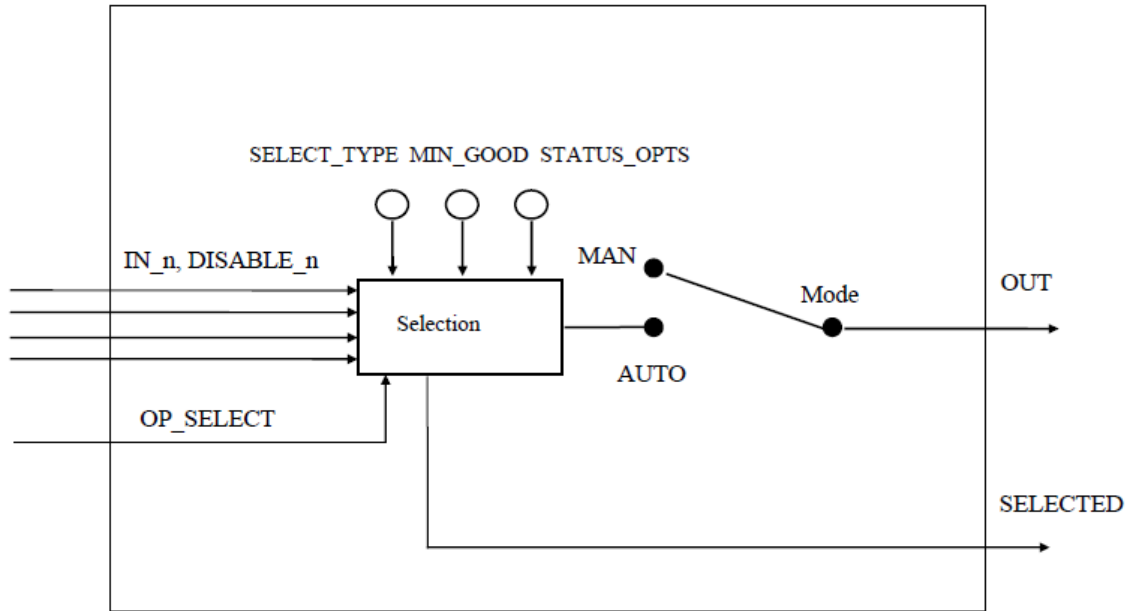 SELECT_TYPE MIN_GOOD STATUS_OPTS
IN_n, DISABLE_n
MAN
OUT
Mode
Selection
AUTO
OP_SELECT
SELECTED